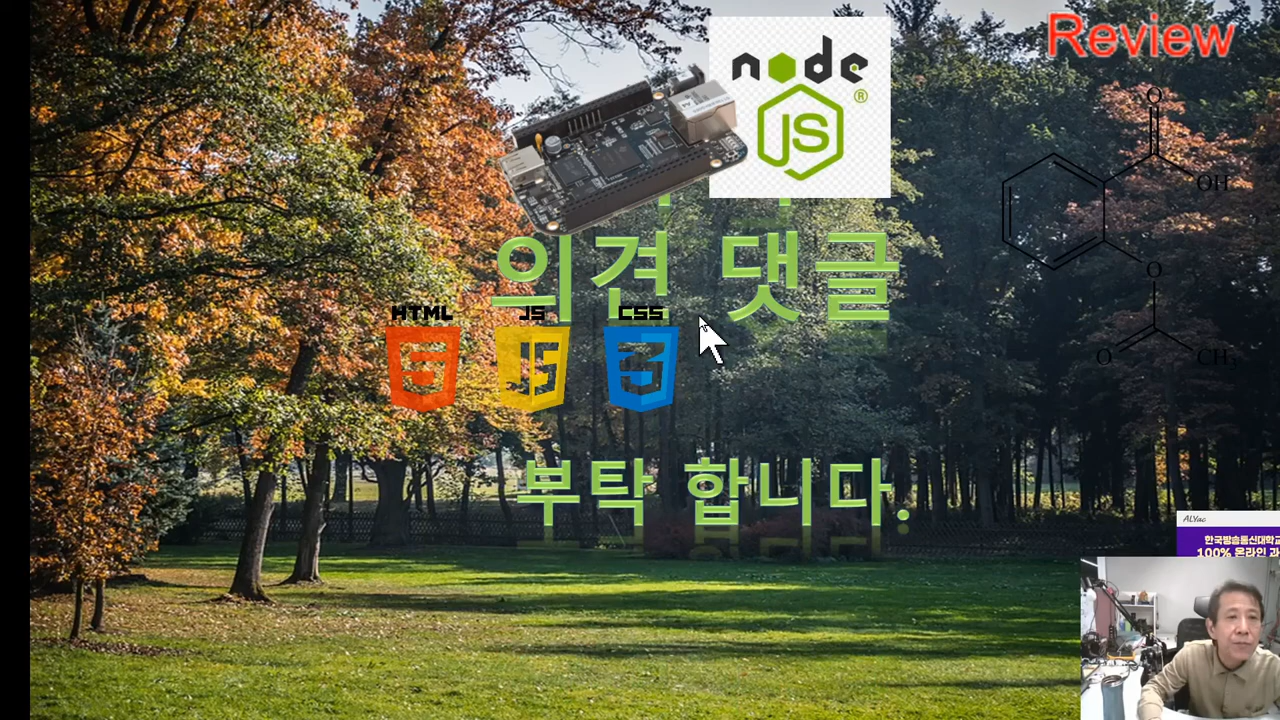 Review
node
®
JS
O
OH
O
O
CH₃
의견 댓글
HTML JS CSS
부탁 합니다.
ALYac
한국방송통신대학교
100% 온라인